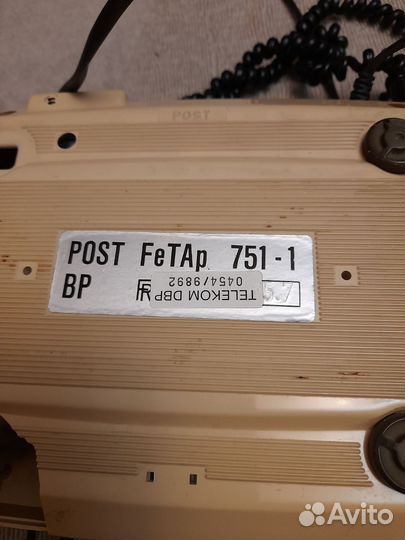 POST
POST FeTAp 751-1
BP
TELEKOM DBP
0454/9892
Avito